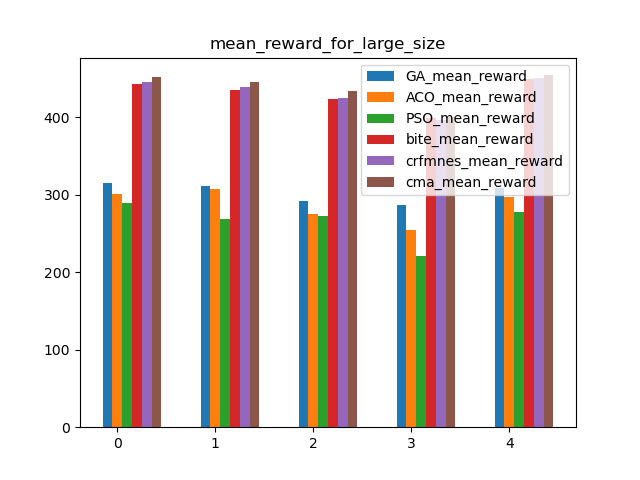 mean_reward_for_large_size
GA_mean_reward
ACO_mean_reward
PSO_mean_reward
bite_mean_reward
crfmnes_mean_reward
cma_mean_reward
400
300
200
100
0
0 1 2 3 4